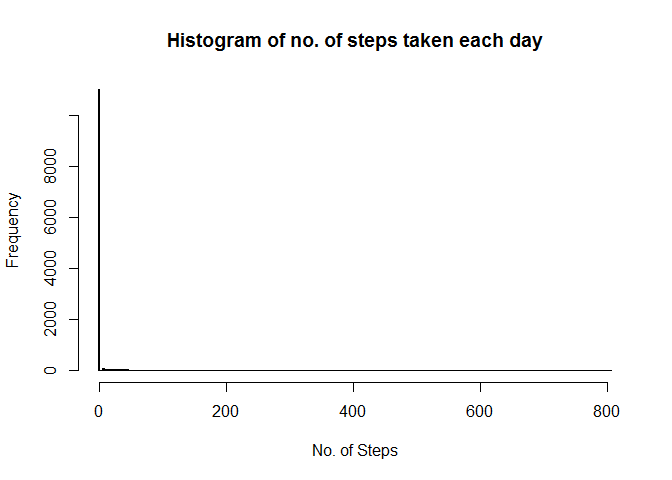 Histogram of no. of steps taken each day
Frequency
0 2000 4000 6000 8000
0 200 400 600 800
No. of Steps